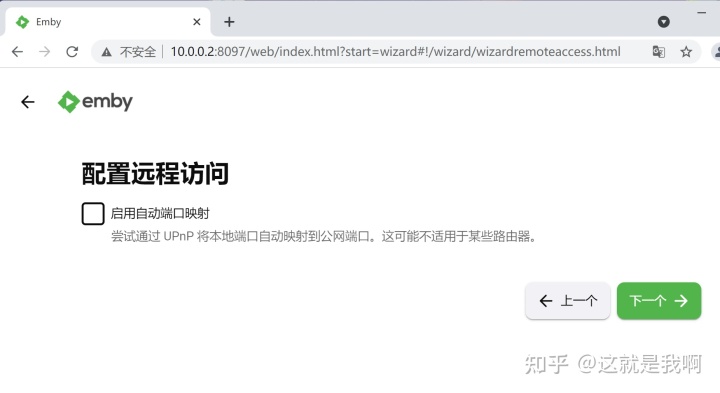 Emby
不安全 10.0.0.2:8097/web/index.html?start=wizard#!/wizard/wizardremoteaccess.html
emby
配置远程访问
启用自动端口映射
尝试通过 UPnP 将本地端口自动映射到公网端口。这可能不适用于某些路由器。
上一个 下一个
知乎 @这就是我啊